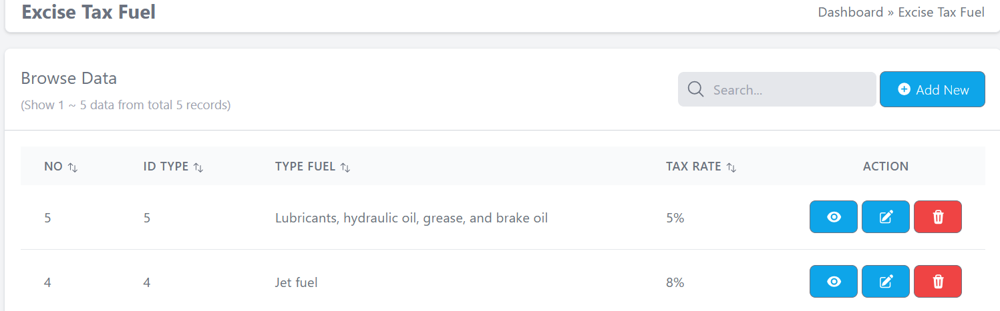 Excise Tax Fuel
Dashboard » Excise Tax Fuel
Browse Data
(Show 1 ~ 5 data from total 5 records)
Search...
Add New
NO ID TYPE TYPE FUEL TAX RATE ACTION
5 5 Lubricants, hydraulic oil, grease, and brake oil 5%
4 4 Jet fuel 8%